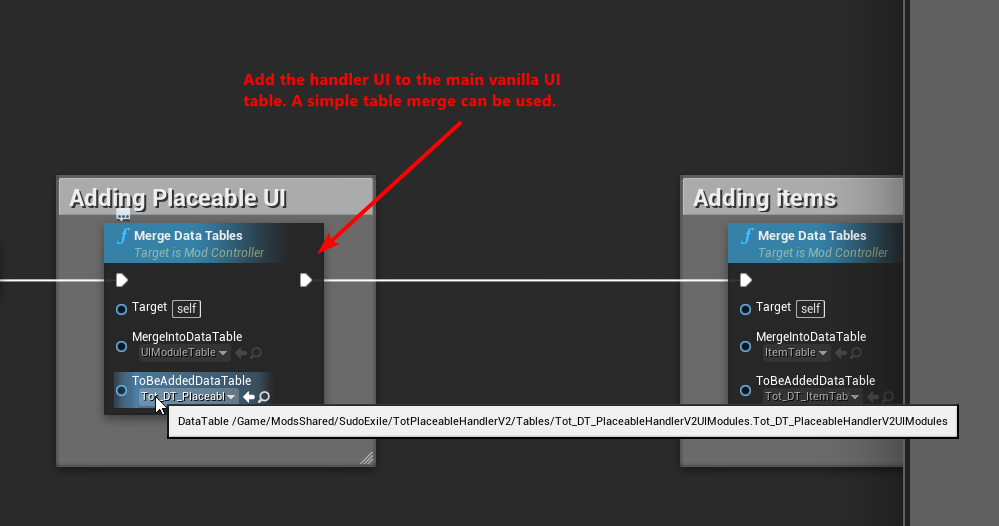 Add the handler UI to the main vanilla UI
table. A simple table merge can be used.
Adding Placeable UI
Merge Data Tables
Target is Mod Controller
Target self
MergeIntoDataTable
UIModuleTable
ToBeAddedDataTable
Tot_DT_Placeabl
DataTable /Game/ModsShared/SudoExile/TotPlaceableHandlerV2/Tables/Tot_DT_PlaceableHandlerV2UIModules.Tot_DT_PlaceableHandlerV2UIModules
Adding items
Merge Data Tables
Target is Mod Controller
Target self
MergeIntoDataTable
ItemTable
ToBeAddedDataTable
Tot_DT_ItemTab